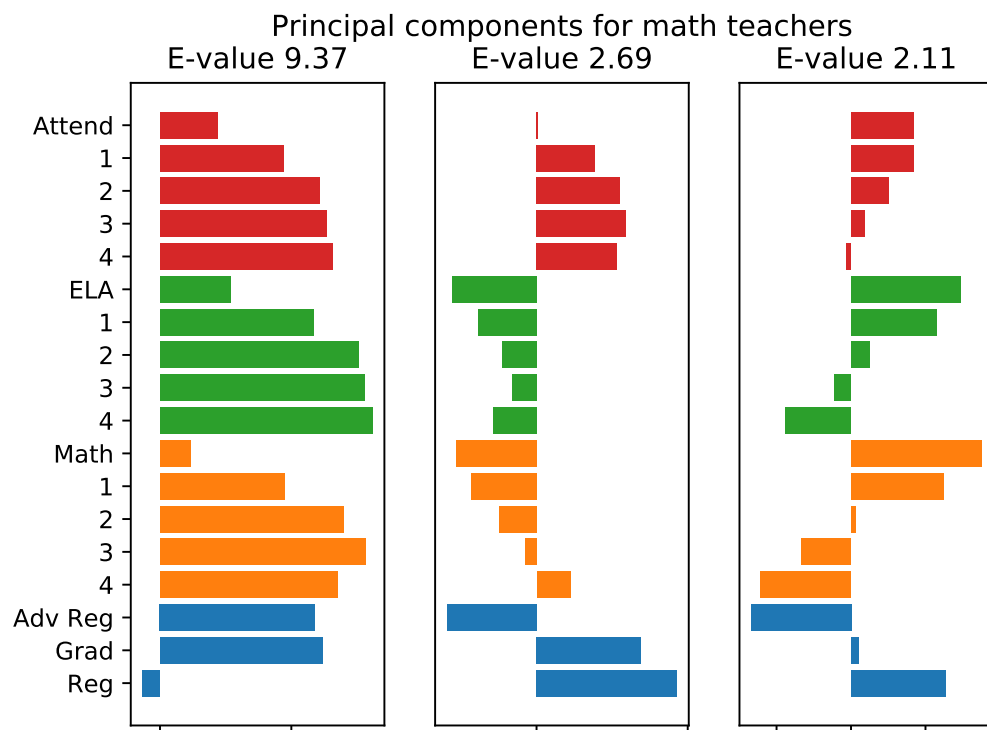 Principal components for math teachers
E-value 9.37
E-value 2.69
E-value 2.11
Attend
1
2
3
4
ELA
1
2
3
4
Math
1
2
3
4
Adv Reg
Grad
Reg